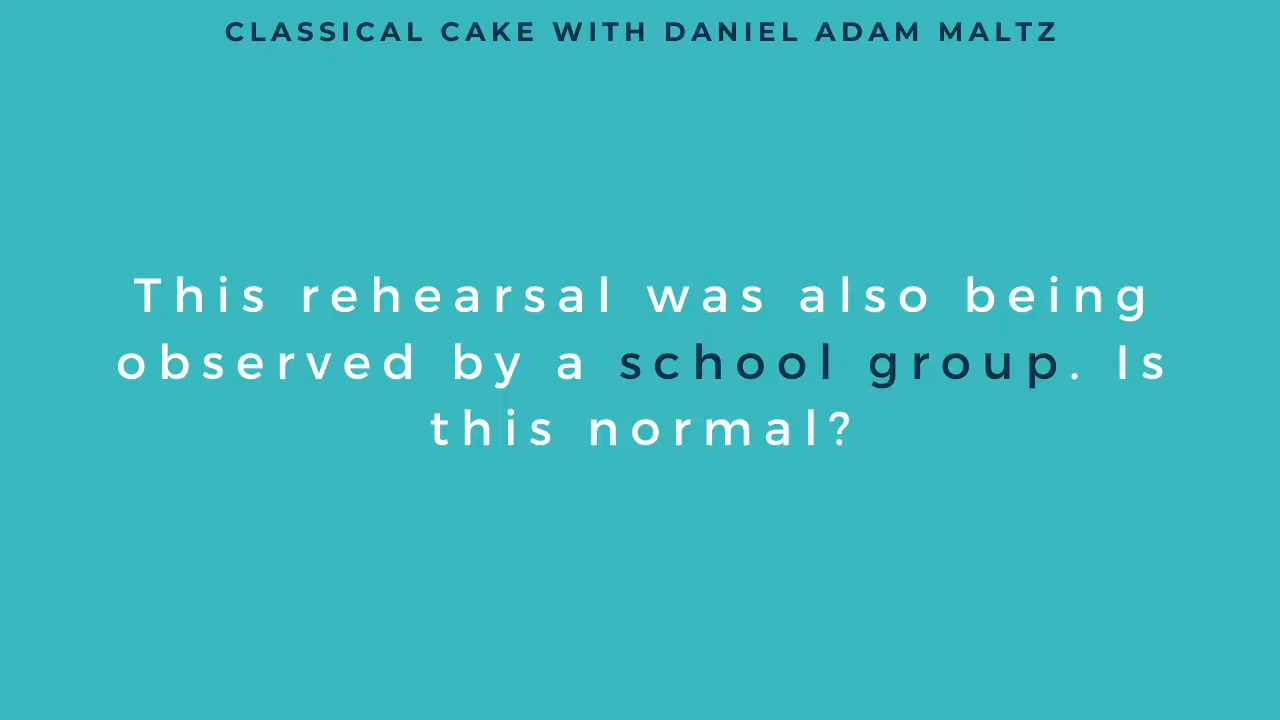 CLASSICAL CAKE WITH DANIEL ADAM MALTZ
This rehearsal was also being
observed by a school group. Is
this normal?